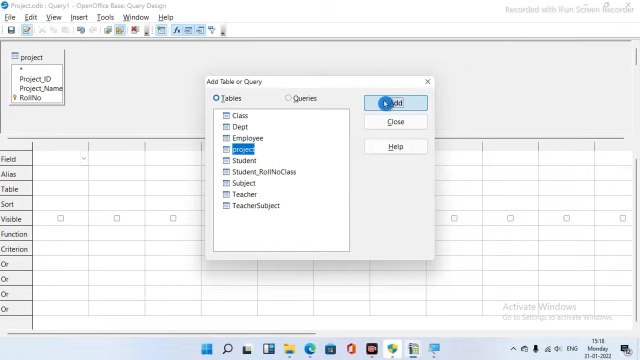 Project.odb : Query1 - OpenOffice Base: Query Design
Recorded with iFun Screen Recorder
File Edit View Insert Tools Window Help
project
*
Project_ID
Project_Name
RollNo
Add Table or Query
Tables
Queries
Add
Close
Help
Class
Dept
Employee
project
Student
Student_RollNoClass
Subject
Teacher
TeacherSubject
Field
Alias
Table
Sort
Visible
Function
Criterion
Or
Or
Or
Or
Activate Windows
Go to Settings to activate Windows.
ENG
15:18
Monday
31-01-2022